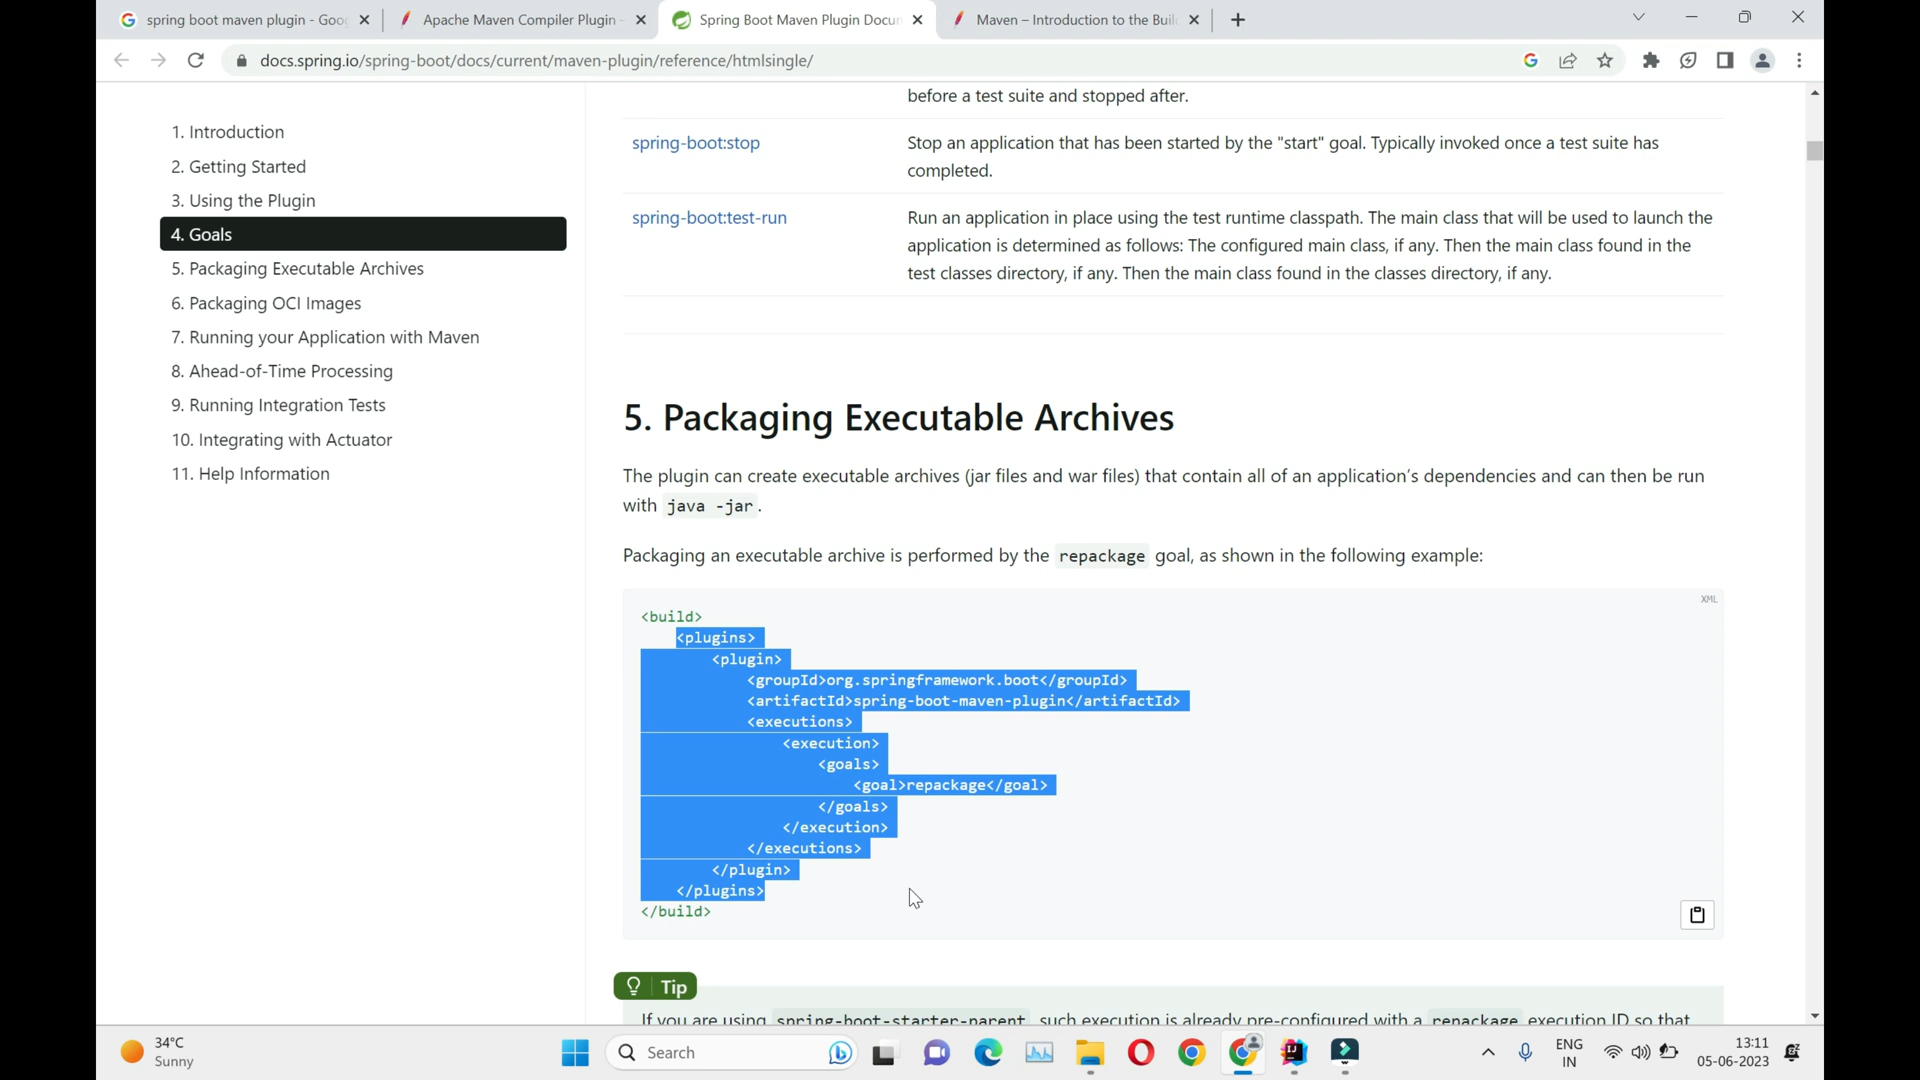 spring boot maven plugin - Goo
Apache Maven Compiler Plugin -
Spring Boot Maven Plugin Docu
Maven – Introduction to the Buil
docs.spring.io/spring-boot/docs/current/maven-plugin/reference/htmlsingle/
1. Introduction
2. Getting Started
3. Using the Plugin
4. Goals
5. Packaging Executable Archives
6. Packaging OCI Images
7. Running your Application with Maven
8. Ahead-of-Time Processing
9. Running Integration Tests
10. Integrating with Actuator
11. Help Information
before a test suite and stopped after.
spring-boot:stop
Stop an application that has been started by the "start" goal. Typically invoked once a test suite has
completed.
spring-boot:test-run
Run an application in place using the test runtime classpath. The main class that will be used to launch the
application is determined as follows: The configured main class, if any. Then the main class found in the
test classes directory, if any. Then the main class found in the classes directory, if any.
5. Packaging Executable Archives
The plugin can create executable archives (jar files and war files) that contain all of an application’s dependencies and can then be run
with java -jar.
Packaging an executable archive is performed by the repackage goal, as shown in the following example:
XML
<build>
<plugins>
<plugin>
<groupId>org.springframework.boot</groupId>
<artifactId>spring-boot-maven-plugin</artifactId>
<executions>
<execution>
<goals>
<goal>repackage</goal>
</goals>
</execution>
</executions>
</plugin>
</plugins>
</build>
Tip
If you are using spring-boot-starter-parent, such execution is already pre-configured with a repackage execution ID so that
34°C
Sunny
Search
ENG
IN
13:11
05-06-2023